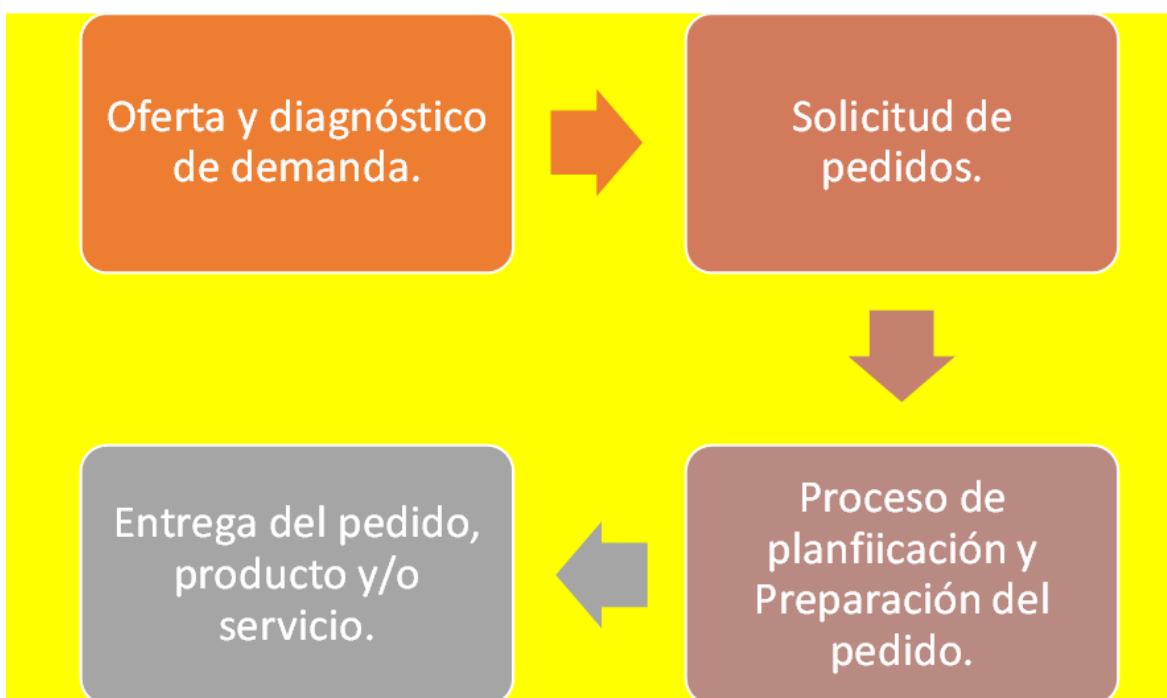 Oferta y diagnóstico
de demanda.
Solicitud de
pedidos.
Proceso de
planfiicación y
Preparación del
pedido.
Entrega del pedido,
producto y/o
servicio.